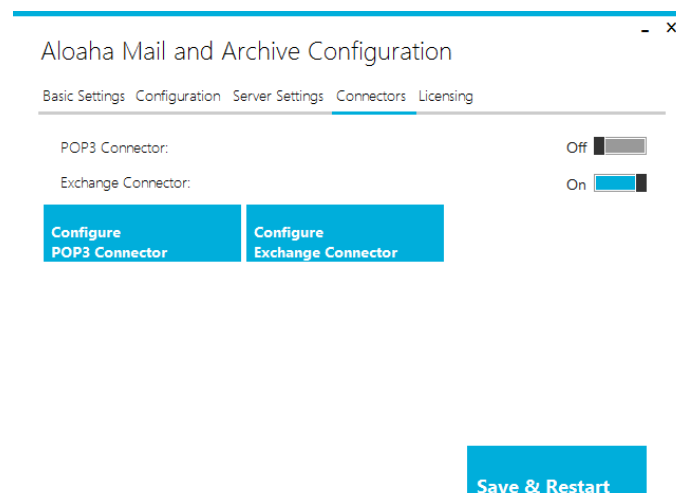 Aloaha Mail and Archive Configuration
Basic Settings Configuration Server Settings Connectors Licensing
POP3 Connector:
Off
Exchange Connector:
On
Configure
POP3 Connector
Configure
Exchange Connector
Save & Restart